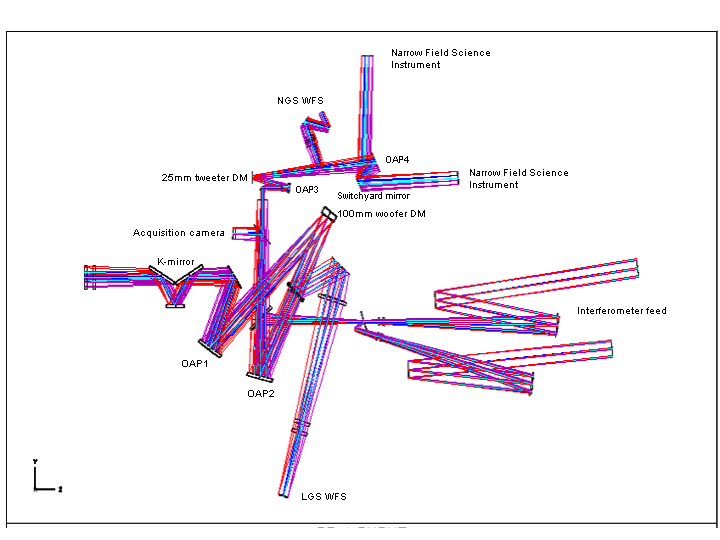 Narrow Field Science
Instrument
NGS WFS
OAP4
25mm tweeter DM
Narrow Field Science
Instrument
OAP3
Switchyard mirror
100mm woofer DM
Acquisition camera
K-mirror
Interferometer feed
OAP1
OAP2
Y
Z
LGS WFS